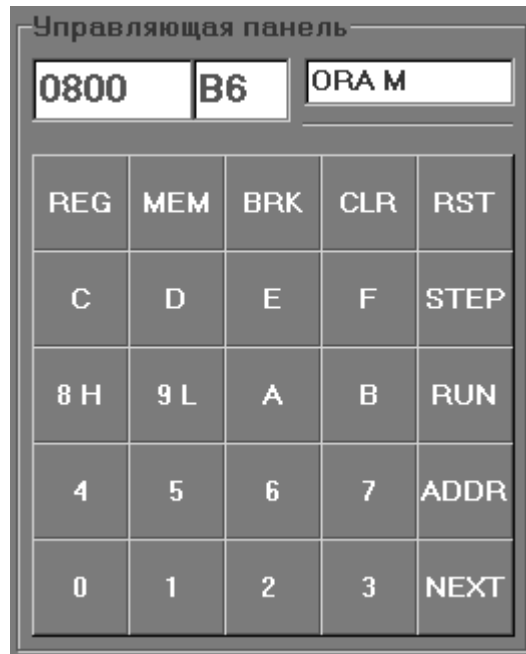 Управляющая панель
0800 B6 ORA M
REG MEM BRK CLR RST
C D E F STEP
8 H 9 L A B RUN
4 5 6 7 ADDR
0 1 2 3 NEXT